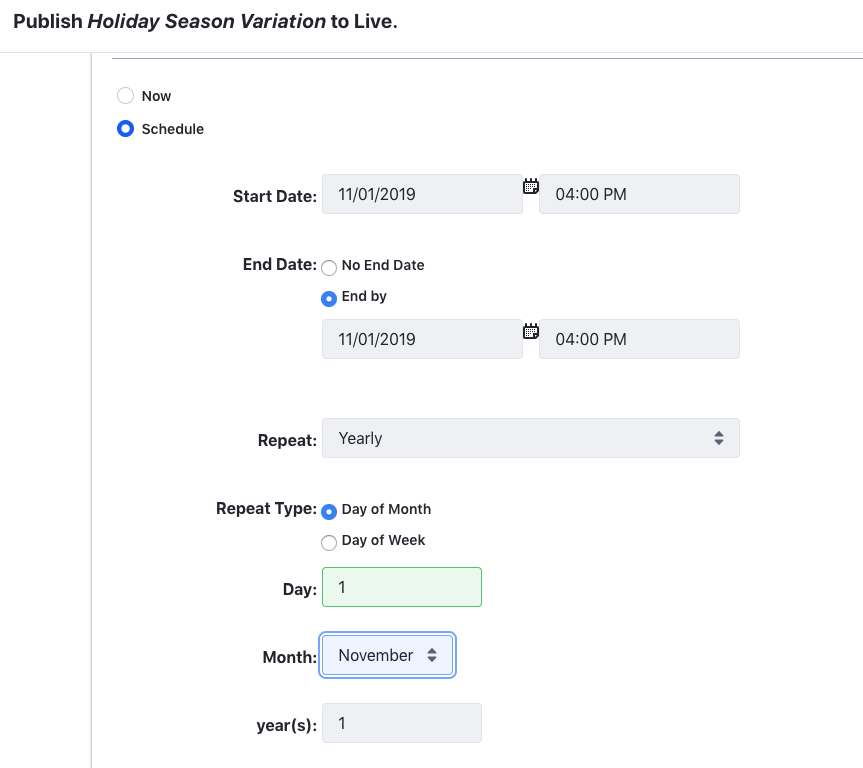 Publish Holiday Season Variation to Live.
Now
Schedule
Start Date: 11/01/2019 04:00 PM
End Date: No End Date
End by
11/01/2019 04:00 PM
Repeat: Yearly
Repeat Type: Day of Month
Day of Week
Day: 1
Month: November
year(s): 1